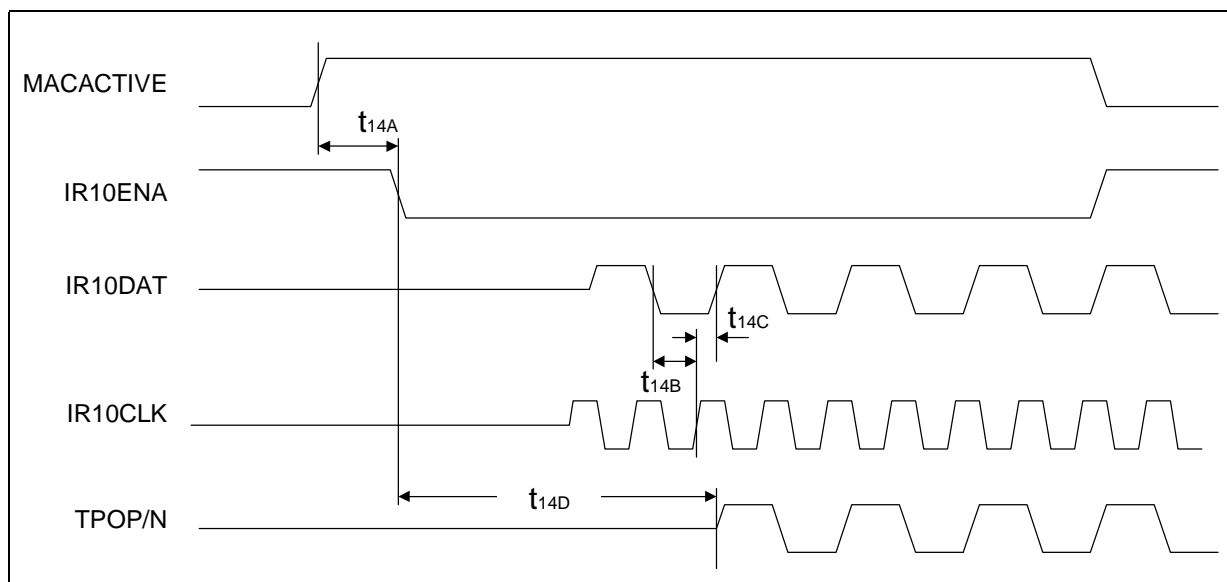 MACACTIVE
t14A
IR10ENA
IR10DAT
t14C
t14B
IR10CLK
t14D
TPOP/N